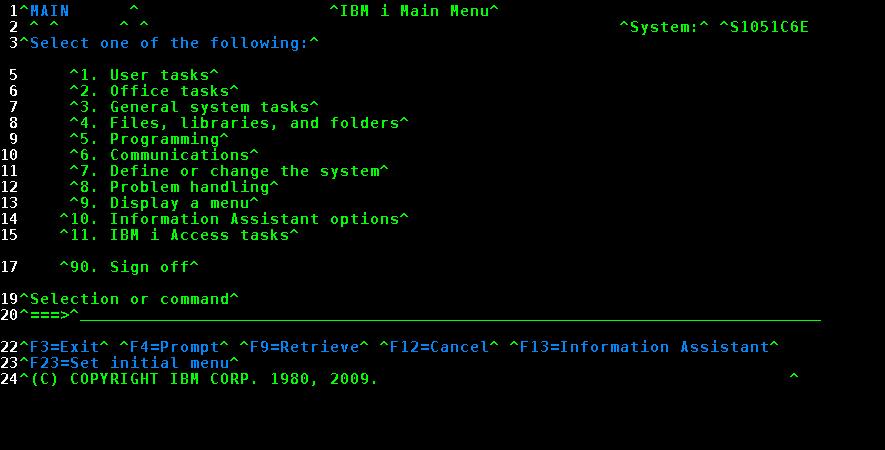 1^MAIN ^ ^IBM i Main Menu^
2 ^ ^ ^ ^ ^System:^ ^S1051C6E
3^Select one of the following:^
5 ^1. User tasks^
6 ^2. Office tasks^
7 ^3. General system tasks^
8 ^4. Files, libraries, and folders^
9 ^5. Programming^
10 ^6. Communications^
11 ^7. Define or change the system^
12 ^8. Problem handling^
13 ^9. Display a menu^
14 ^10. Information Assistant options^
15 ^11. IBM i Access tasks^
17 ^90. Sign off^
19^Selection or command^
20^===>^__________________________________________________________________________
22^F3=Exit^ ^F4=Prompt^ ^F9=Retrieve^ ^F12=Cancel^ ^F13=Information Assistant^
23^F23=Set initial menu^
24^(C) COPYRIGHT IBM CORP. 1980, 2009. ^